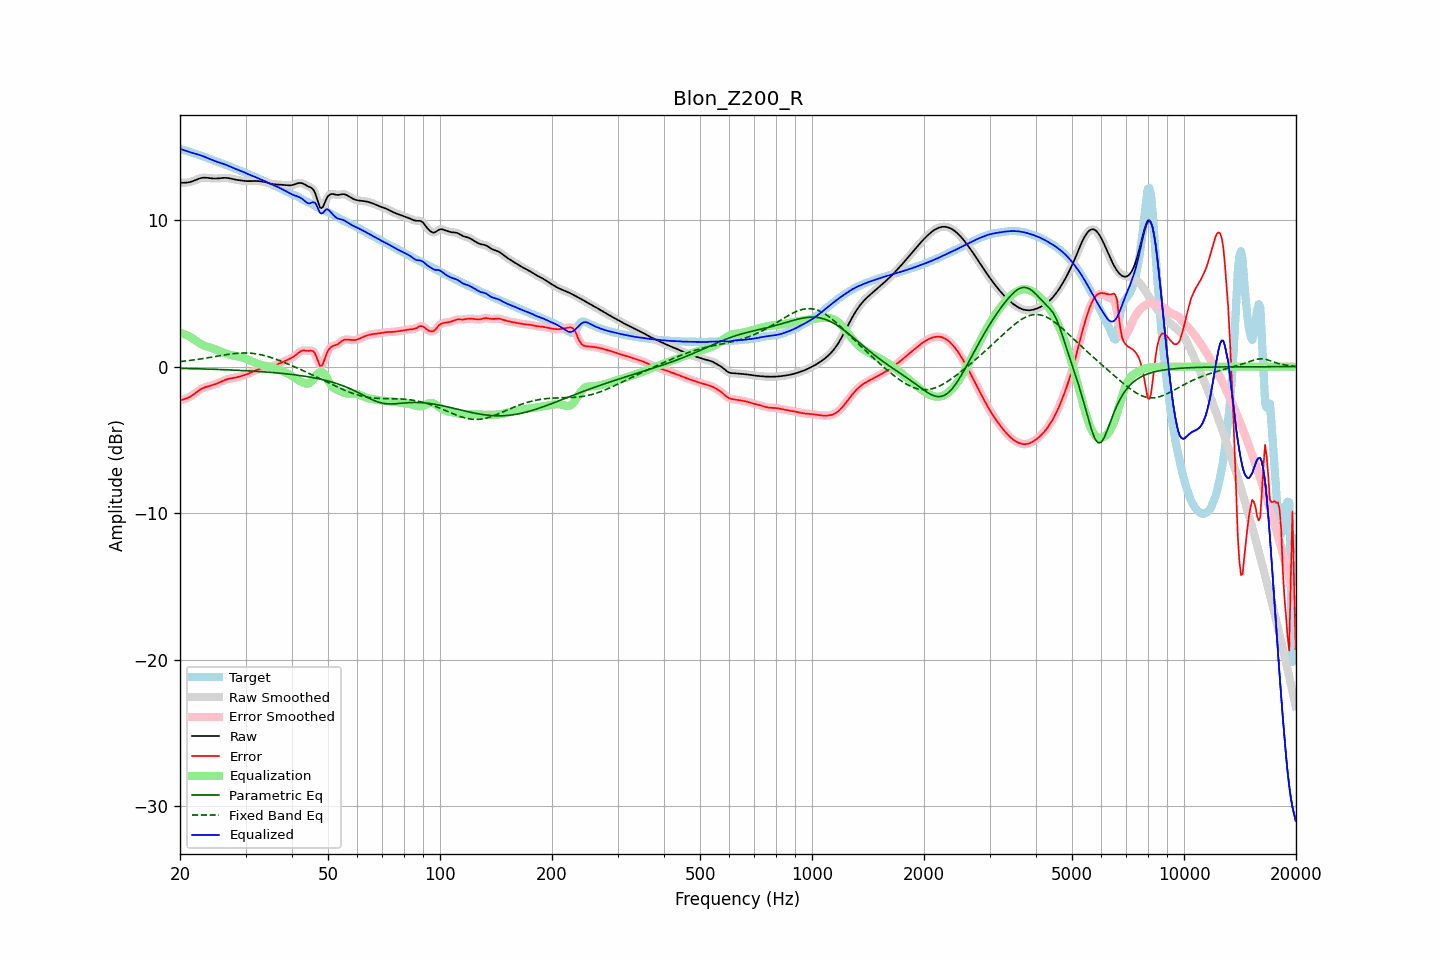 Blon_Z200_R
Amplitude (dBr)
10
0
−10
−20
−30
Target
Raw Smoothed
Error Smoothed
Raw
Error
Equalization
Parametric Eq
Fixed Band Eq
Equalized
20 50 100 200 500 1000 2000 5000 10000 20000
Frequency (Hz)